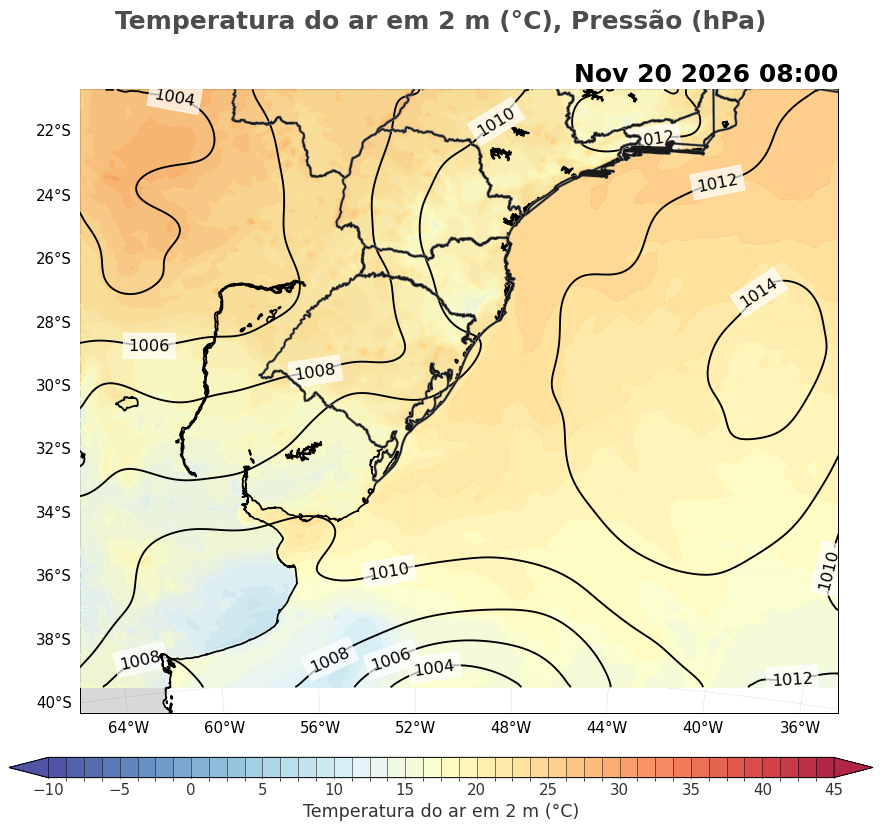 Temperatura do ar em 2 m (°C), Pressão (hPa)
Nov 20 2026 08:00
1004
1010
1012
22°S
1012
24°S
26°S
1014
28°S
1006
1008
30°S
32°S
34°S
1010
1010
36°S
38°S
1008
1008
1006
1004
1012
40°S
64°W 60°W 56°W 52°W 48°W 44°W 40°W 36°W
−10 −5 0 5 10 15 20 25 30 35 40 45
Temperatura do ar em 2 m (°C)